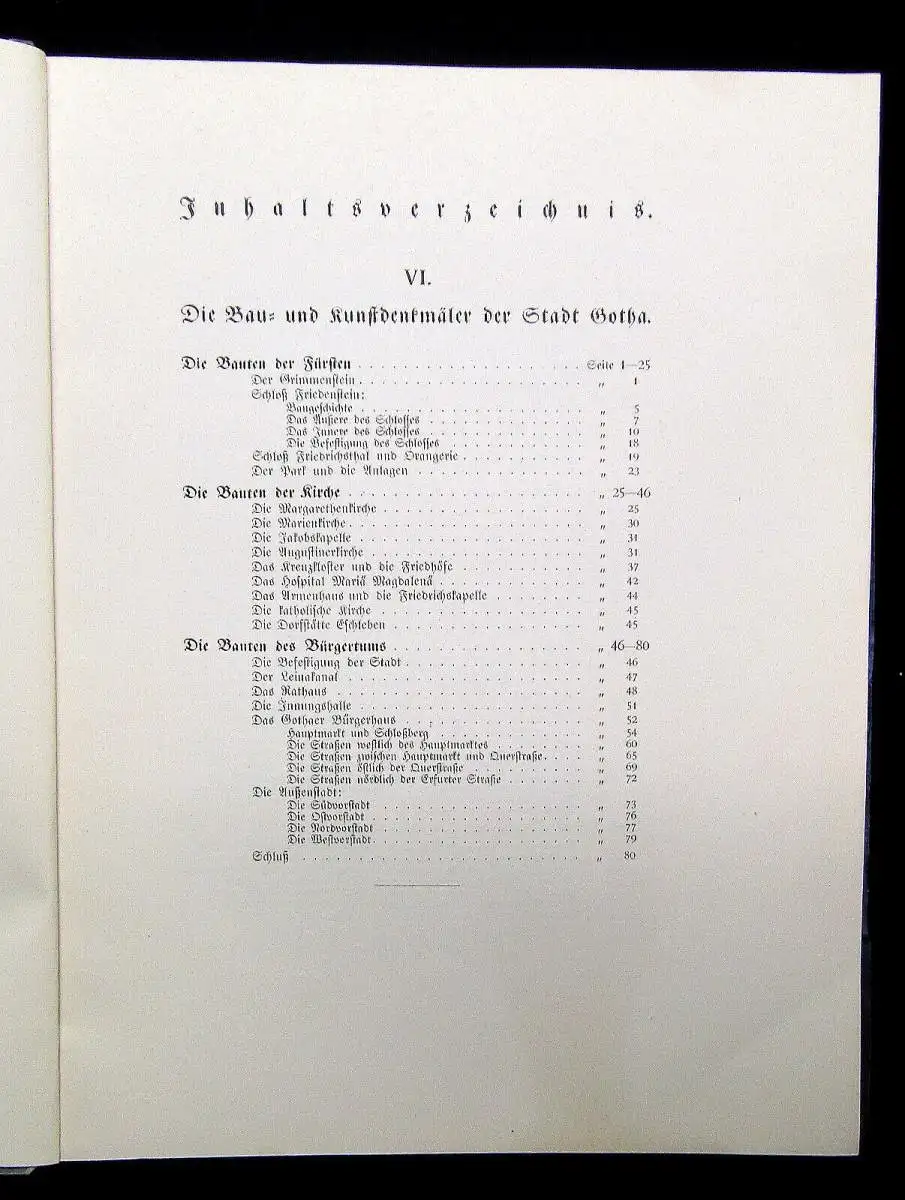 Inhaltsverzeichnis.
VI.
Die Bau- und Kunstdenkmäler der Stadt Gotha.
Die Bauten der Fürsten . . . . . . . . . . Seite 1—25
Der Grimmenstein . . . . . . . . . . „ 1
Schloß Friedenstein:
Baugeschichte . . . . . . . . . . „ 5
Das Äußere des Schlosses . . . . . . . . . . „ 7
Das Innere des Schlosses . . . . . . . . . . „ 10
Die Befestigung des Schlosses . . . . . . . . . . „ 18
Schloß Friedrichsthal und Orangerie . . . . . . . . . . „ 19
Der Park und die Anlagen . . . . . . . . . . „ 23
Die Bauten der Kirche . . . . . . . . . . „ 25—46
Die Margarethenkirche . . . . . . . . . . „ 25
Die Marienkirche . . . . . . . . . . „ 30
Die Jakobskapelle . . . . . . . . . . „ 31
Die Augustinerkirche . . . . . . . . . . „ 31
Das Kreuzkloster und die Friedhöfe . . . . . . . . . . „ 37
Das Hospital Mariä Magdalenä . . . . . . . . . . „ 42
Das Armenhaus und die Friedrichskapelle . . . . . . . . . . „ 44
Die katholische Kirche . . . . . . . . . . „ 45
Die Dorfstätte Eschleben . . . . . . . . . . „ 45
Die Bauten des Bürgertums . . . . . . . . . . „ 46—80
Die Befestigung der Stadt . . . . . . . . . . „ 46
Der Leinakanal . . . . . . . . . . „ 47
Das Rathaus . . . . . . . . . . „ 48
Die Innungshalle . . . . . . . . . . „ 51
Das Gothaer Bürgerhaus . . . . . . . . . . „ 52
Hauptmarkt und Schloßberg . . . . . . . . . . „ 54
Die Straßen westlich des Hauptmarktes . . . . . . . . . . „ 60
Die Straßen zwischen Hauptmarkt und Querstraße . . . . „ 65
Die Straßen östlich der Querstraße . . . . . . . . . . „ 69
Die Straßen nördlich der Erfurter Straße . . . . . . . . . . „ 72
Die Außenstadt:
Die Südvorstadt . . . . . . . . . . „ 73
Die Ostvorstadt . . . . . . . . . . „ 76
Die Nordvorstadt . . . . . . . . . . „ 77
Die Westvorstadt . . . . . . . . . . „ 79
Schluß . . . . . . . . . . „ 80